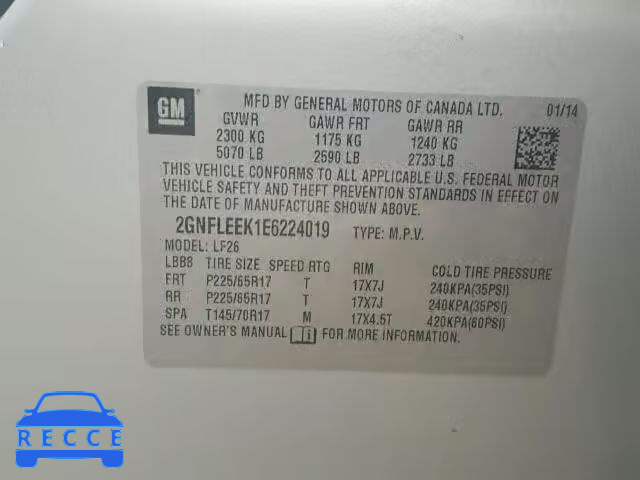 GM
MFD BY GENERAL MOTORS OF CANADA LTD. 01/14
GVWR GAWR FRT GAWR RR
2300 KG 1175 KG 1240 KG
5070 LB 2590 LB 2733 LB
THIS VEHICLE CONFORMS TO ALL APPLICABLE U.S. FEDERAL MOTOR
VEHICLE SAFETY AND THEFT PREVENTION STANDARDS IN EFFECT ON
THE DATE OF MANUFACTURE SHOWN ABOVE.
2GNFLEEK1E6224019 TYPE: M.P.V.
MODEL: LF26
LBB8 TIRE SIZE SPEED RTG RIM COLD TIRE PRESSURE
FRT P225/65R17 T 17X7J 240KPA(35PSI)
RR P225/65R17 T 17X7J 240KPA(35PSI)
SPA T145/70R17 M 17X4.5T 420KPA(60PSI)
SEE OWNER'S MANUAL i FOR MORE INFORMATION.
RECCE